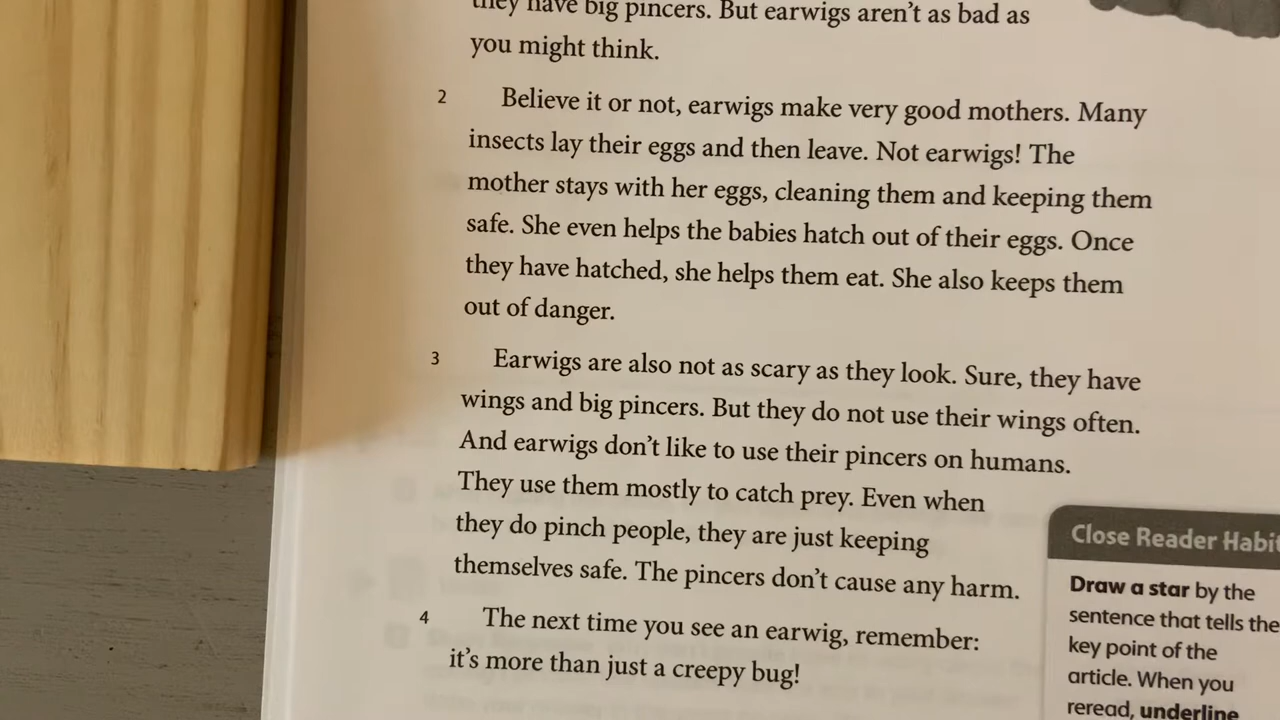 they have big pincers. But earwigs aren't as bad as
you might think.
2 Believe it or not, earwigs make very good mothers. Many
insects lay their eggs and then leave. Not earwigs! The
mother stays with her eggs, cleaning them and keeping them
safe. She even helps the babies hatch out of their eggs. Once
they have hatched, she helps them eat. She also keeps them
out of danger.
3 Earwigs are also not as scary as they look. Sure, they have
wings and big pincers. But they do not use their wings often.
And earwigs don't like to use their pincers on humans.
They use them mostly to catch prey. Even when
they do pinch people, they are just keeping
themselves safe. The pincers don't cause any harm.
4 The next time you see an earwig, remember:
it's more than just a creepy bug!
Close Reader Habit
Draw a star by the
sentence that tells the
key point of the
article. When you
reread, underline